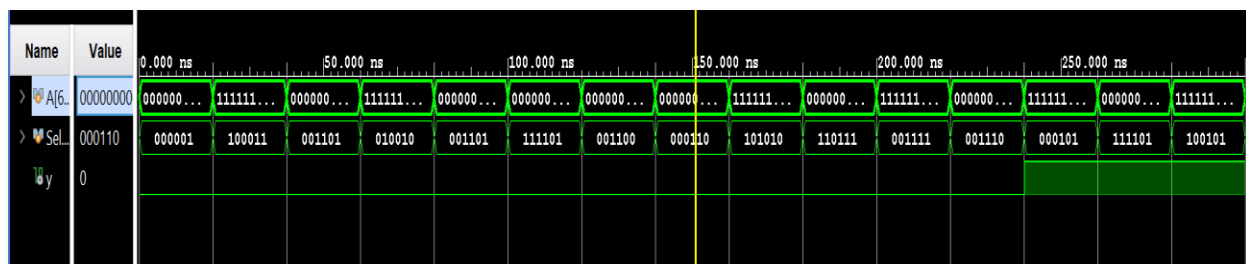 Name Value 0.000 ns 50.000 ns 100.000 ns 150.000 ns 200.000 ns 250.000 ns
A[6.. 00000000 000000... 111111... 000000... 111111... 000000... 000000... 000000... 000000... 111111... 000000... 111111... 000000... 111111... 000000... 111111...
Sel... 000110 000001 100011 001101 010010 001101 111101 001100 000110 101010 110111 001111 001110 000101 111101 100101
y 0